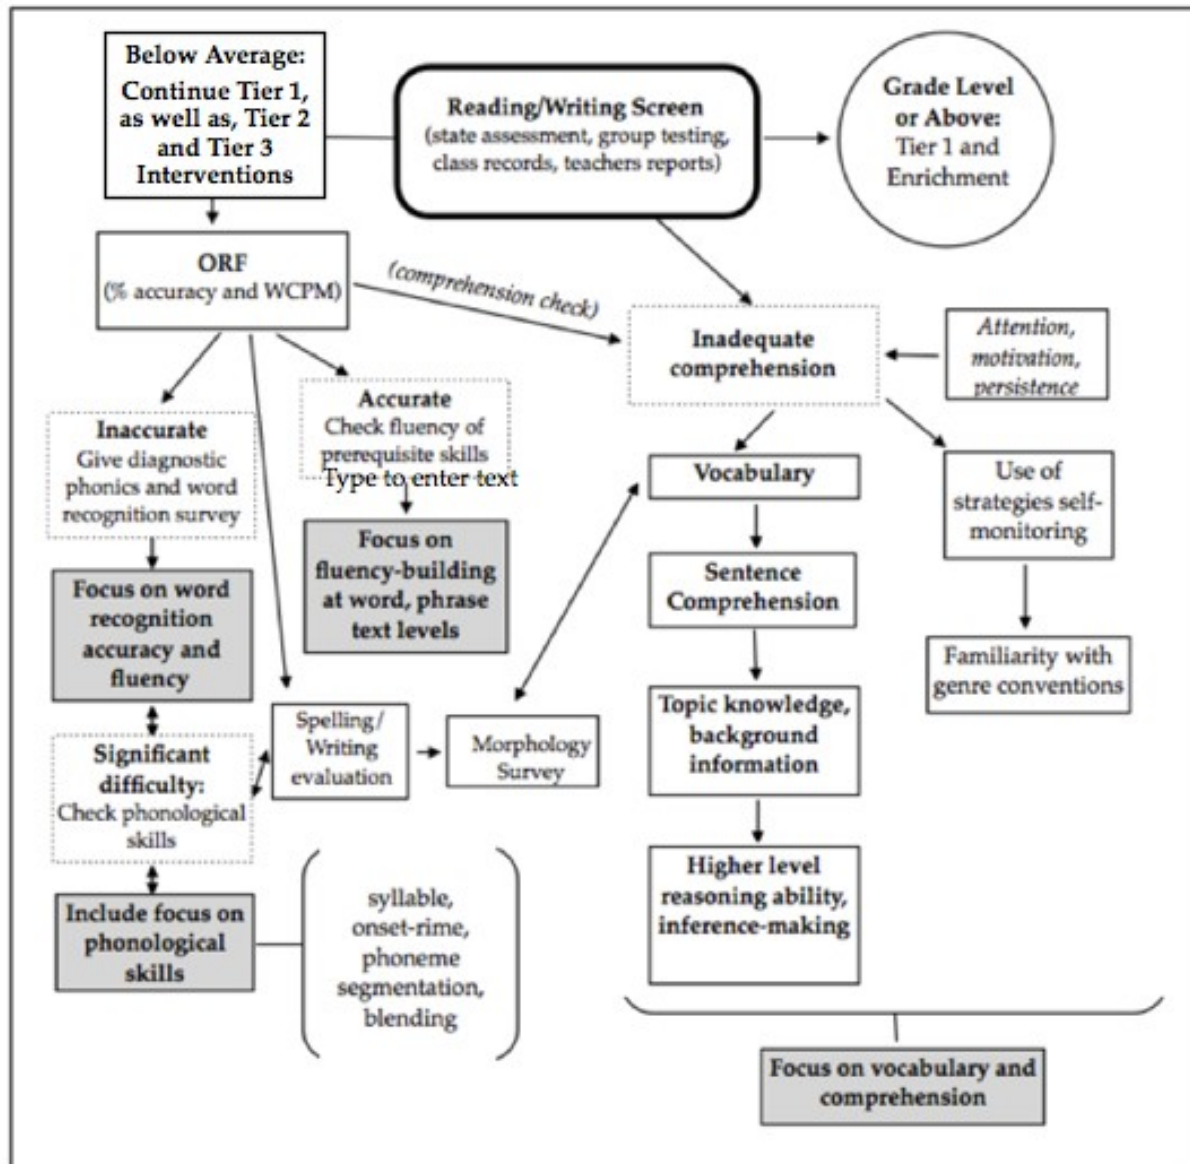 Below Average:
Continue Tier 1,
as well as, Tier 2
and Tier 3
Interventions
Reading/Writing Screen
(state assessment, group testing,
class records, teachers reports)
Grade Level
or Above:
Tier 1 and
Enrichment
ORF
(% accuracy and WCPM)
(comprehension check)
Inadequate
comprehension
Attention,
motivation,
persistence
Inaccurate
Give diagnostic
phonics and word
recognition survey
Accurate
Check fluency of
prerequisite skills
Type to enter text
Vocabulary
Use of
strategies self-
monitoring
Focus on
fluency-building
at word, phrase
text levels
Focus on word
recognition
accuracy and
fluency
Sentence
Comprehension
Familiarity with
genre conventions
Topic knowledge,
background
information
Spelling/
Writing
evaluation
Morphology
Survey
Significant
difficulty:
Check phonological
skills
Higher level
reasoning ability,
inference-making
Include focus on
phonological
skills
syllable,
onset-rime,
phoneme
segmentation,
blending
Focus on vocabulary and
comprehension